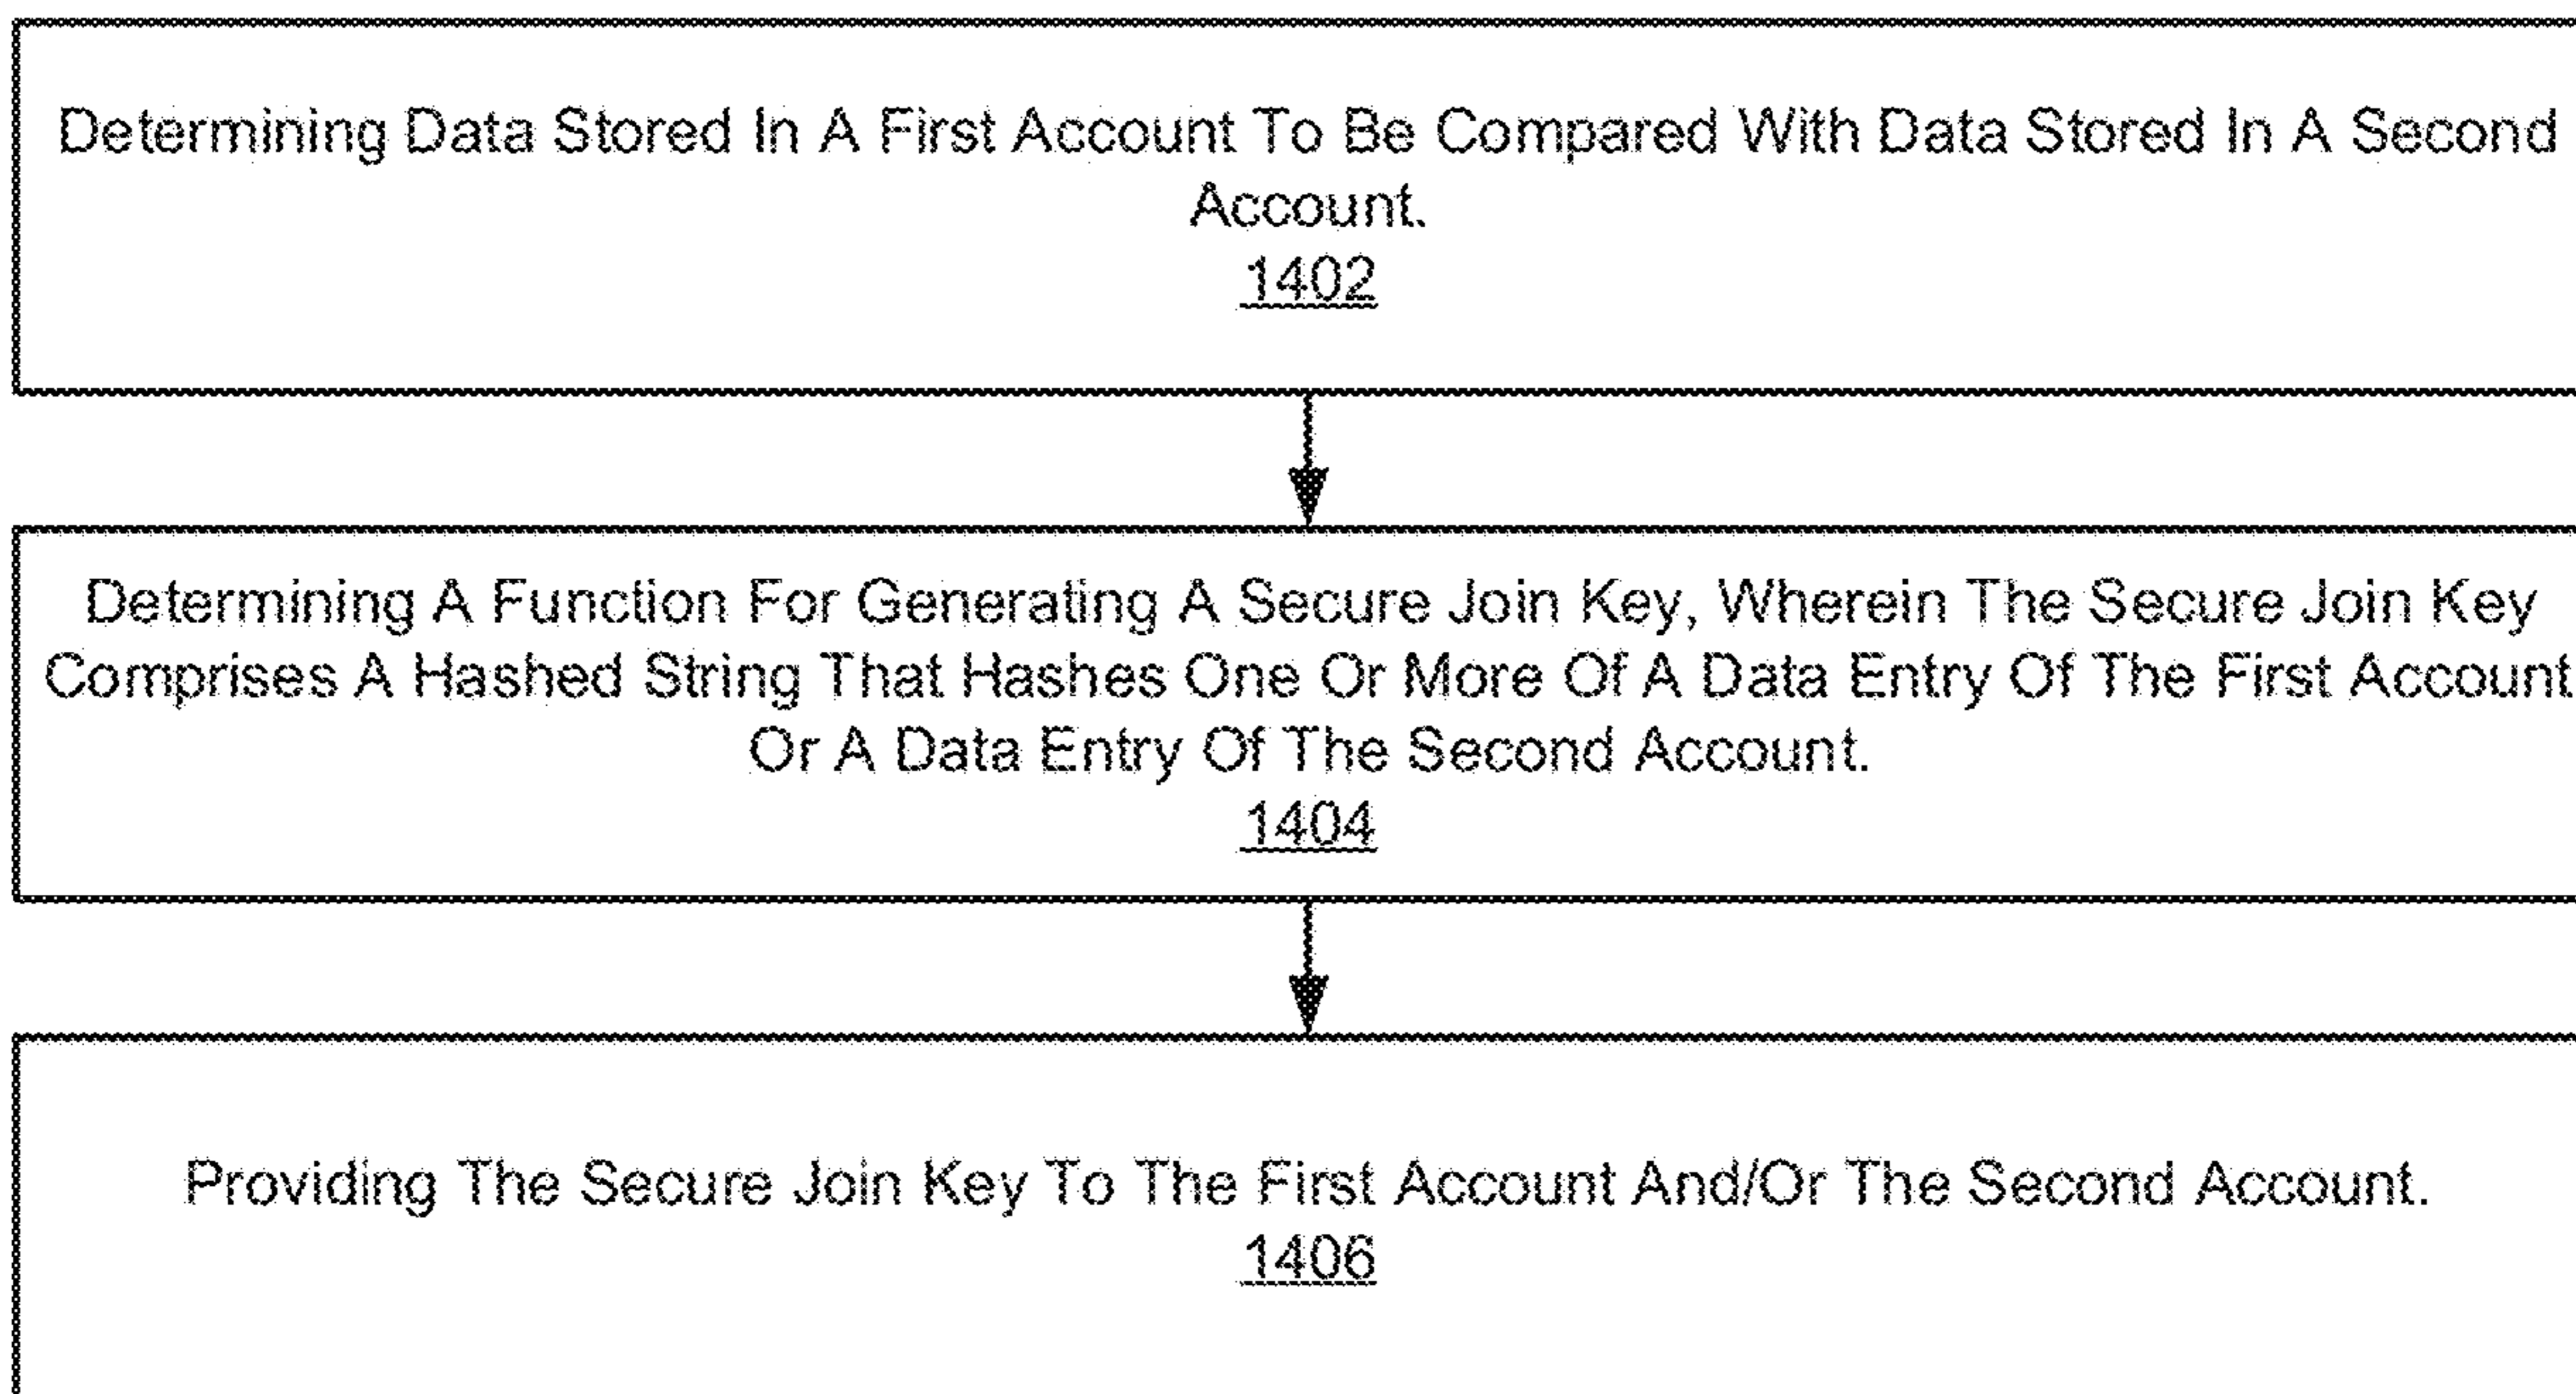 Determining Data Stored In A First Account To Be Compared With Data Stored In A Second
Account.
1402
Determining A Function For Generating A Secure Join Key, Wherein The Secure Join Key
Comprises A Hashed String That Hashes One Or More Of A Data Entry Of The First Account
Or A Data Entry Of The Second Account.
1404
Providing The Secure Join Key To The First Account And/Or The Second Account.
1406